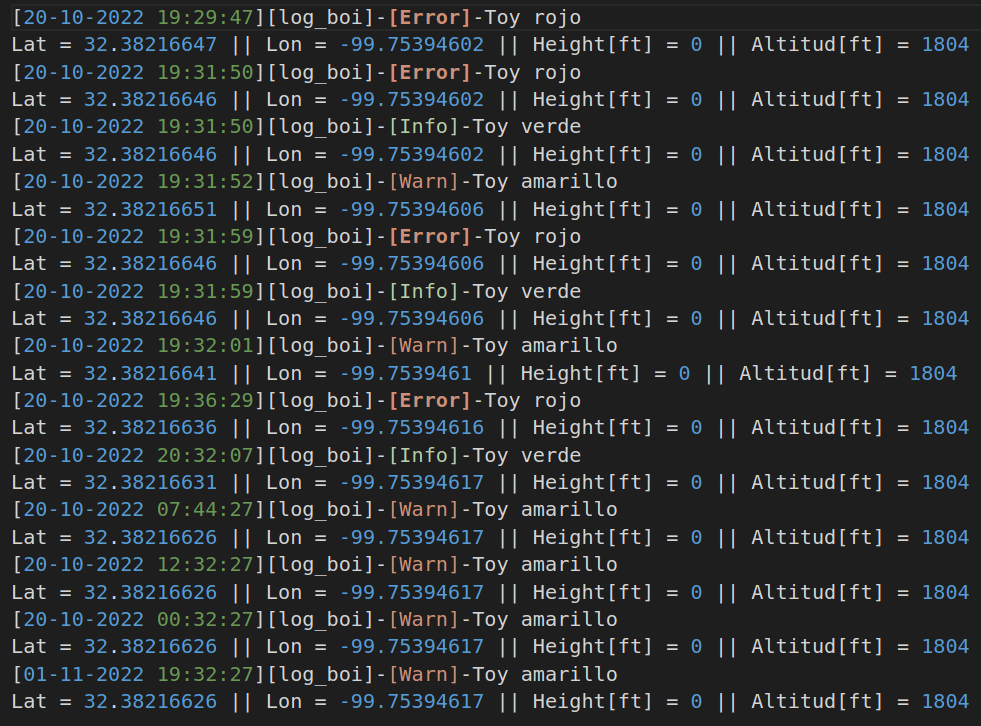 [20-10-2022 19:29:47][log_boi]-[Error]-Toy rojo
Lat = 32.38216647 || Lon = -99.75394602 || Height[ft] = 0 || Altitud[ft] = 1804
[20-10-2022 19:31:50][log_boi]-[Error]-Toy rojo
Lat = 32.38216646 || Lon = -99.75394602 || Height[ft] = 0 || Altitud[ft] = 1804
[20-10-2022 19:31:50][log_boi]-[Info]-Toy verde
Lat = 32.38216646 || Lon = -99.75394602 || Height[ft] = 0 || Altitud[ft] = 1804
[20-10-2022 19:31:52][log_boi]-[Warn]-Toy amarillo
Lat = 32.38216651 || Lon = -99.75394606 || Height[ft] = 0 || Altitud[ft] = 1804
[20-10-2022 19:31:59][log_boi]-[Error]-Toy rojo
Lat = 32.38216646 || Lon = -99.75394606 || Height[ft] = 0 || Altitud[ft] = 1804
[20-10-2022 19:31:59][log_boi]-[Info]-Toy verde
Lat = 32.38216646 || Lon = -99.75394606 || Height[ft] = 0 || Altitud[ft] = 1804
[20-10-2022 19:32:01][log_boi]-[Warn]-Toy amarillo
Lat = 32.38216641 || Lon = -99.7539461 || Height[ft] = 0 || Altitud[ft] = 1804
[20-10-2022 19:36:29][log_boi]-[Error]-Toy rojo
Lat = 32.38216636 || Lon = -99.75394616 || Height[ft] = 0 || Altitud[ft] = 1804
[20-10-2022 20:32:07][log_boi]-[Info]-Toy verde
Lat = 32.38216631 || Lon = -99.75394617 || Height[ft] = 0 || Altitud[ft] = 1804
[20-10-2022 07:44:27][log_boi]-[Warn]-Toy amarillo
Lat = 32.38216626 || Lon = -99.75394617 || Height[ft] = 0 || Altitud[ft] = 1804
[20-10-2022 12:32:27][log_boi]-[Warn]-Toy amarillo
Lat = 32.38216626 || Lon = -99.75394617 || Height[ft] = 0 || Altitud[ft] = 1804
[20-10-2022 00:32:27][log_boi]-[Warn]-Toy amarillo
Lat = 32.38216626 || Lon = -99.75394617 || Height[ft] = 0 || Altitud[ft] = 1804
[01-11-2022 19:32:27][log_boi]-[Warn]-Toy amarillo
Lat = 32.38216626 || Lon = -99.75394617 || Height[ft] = 0 || Altitud[ft] = 1804